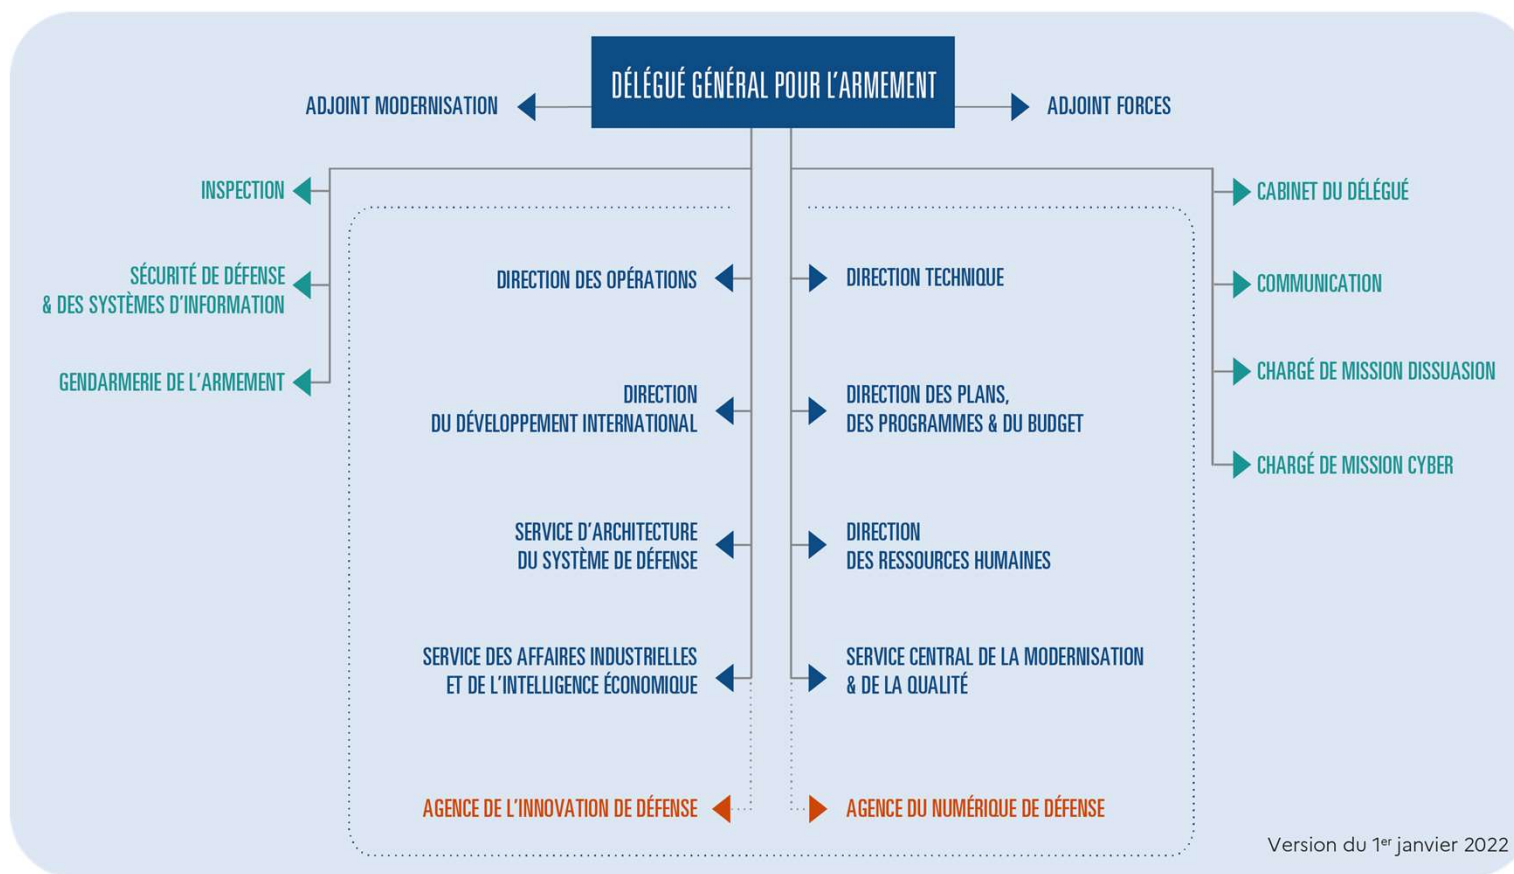 DÉLÉGUÉ GÉNÉRAL POUR L'ARMEMENT
ADJOINT MODERNISATION
ADJOINT FORCES
INSPECTION
SÉCURITÉ DE DÉFENSE
& DES SYSTÈMES D'INFORMATION
GENDARMERIE DE L'ARMEMENT
CABINET DU DÉLÉGUÉ
COMMUNICATION
CHARGÉ DE MISSION DISSUASION
CHARGÉ DE MISSION CYBER
DIRECTION DES OPÉRATIONS
DIRECTION TECHNIQUE
DIRECTION
DU DÉVELOPPEMENT INTERNATIONAL
DIRECTION DES PLANS,
DES PROGRAMMES & DU BUDGET
SERVICE D'ARCHITECTURE
DU SYSTÈME DE DÉFENSE
DIRECTION
DES RESSOURCES HUMAINES
SERVICE DES AFFAIRES INDUSTRIELLES
ET DE L'INTELLIGENCE ÉCONOMIQUE
SERVICE CENTRAL DE LA MODERNISATION
& DE LA QUALITÉ
AGENCE DE L'INNOVATION DE DÉFENSE
AGENCE DU NUMÉRIQUE DE DÉFENSE
Version du 1er janvier 2022